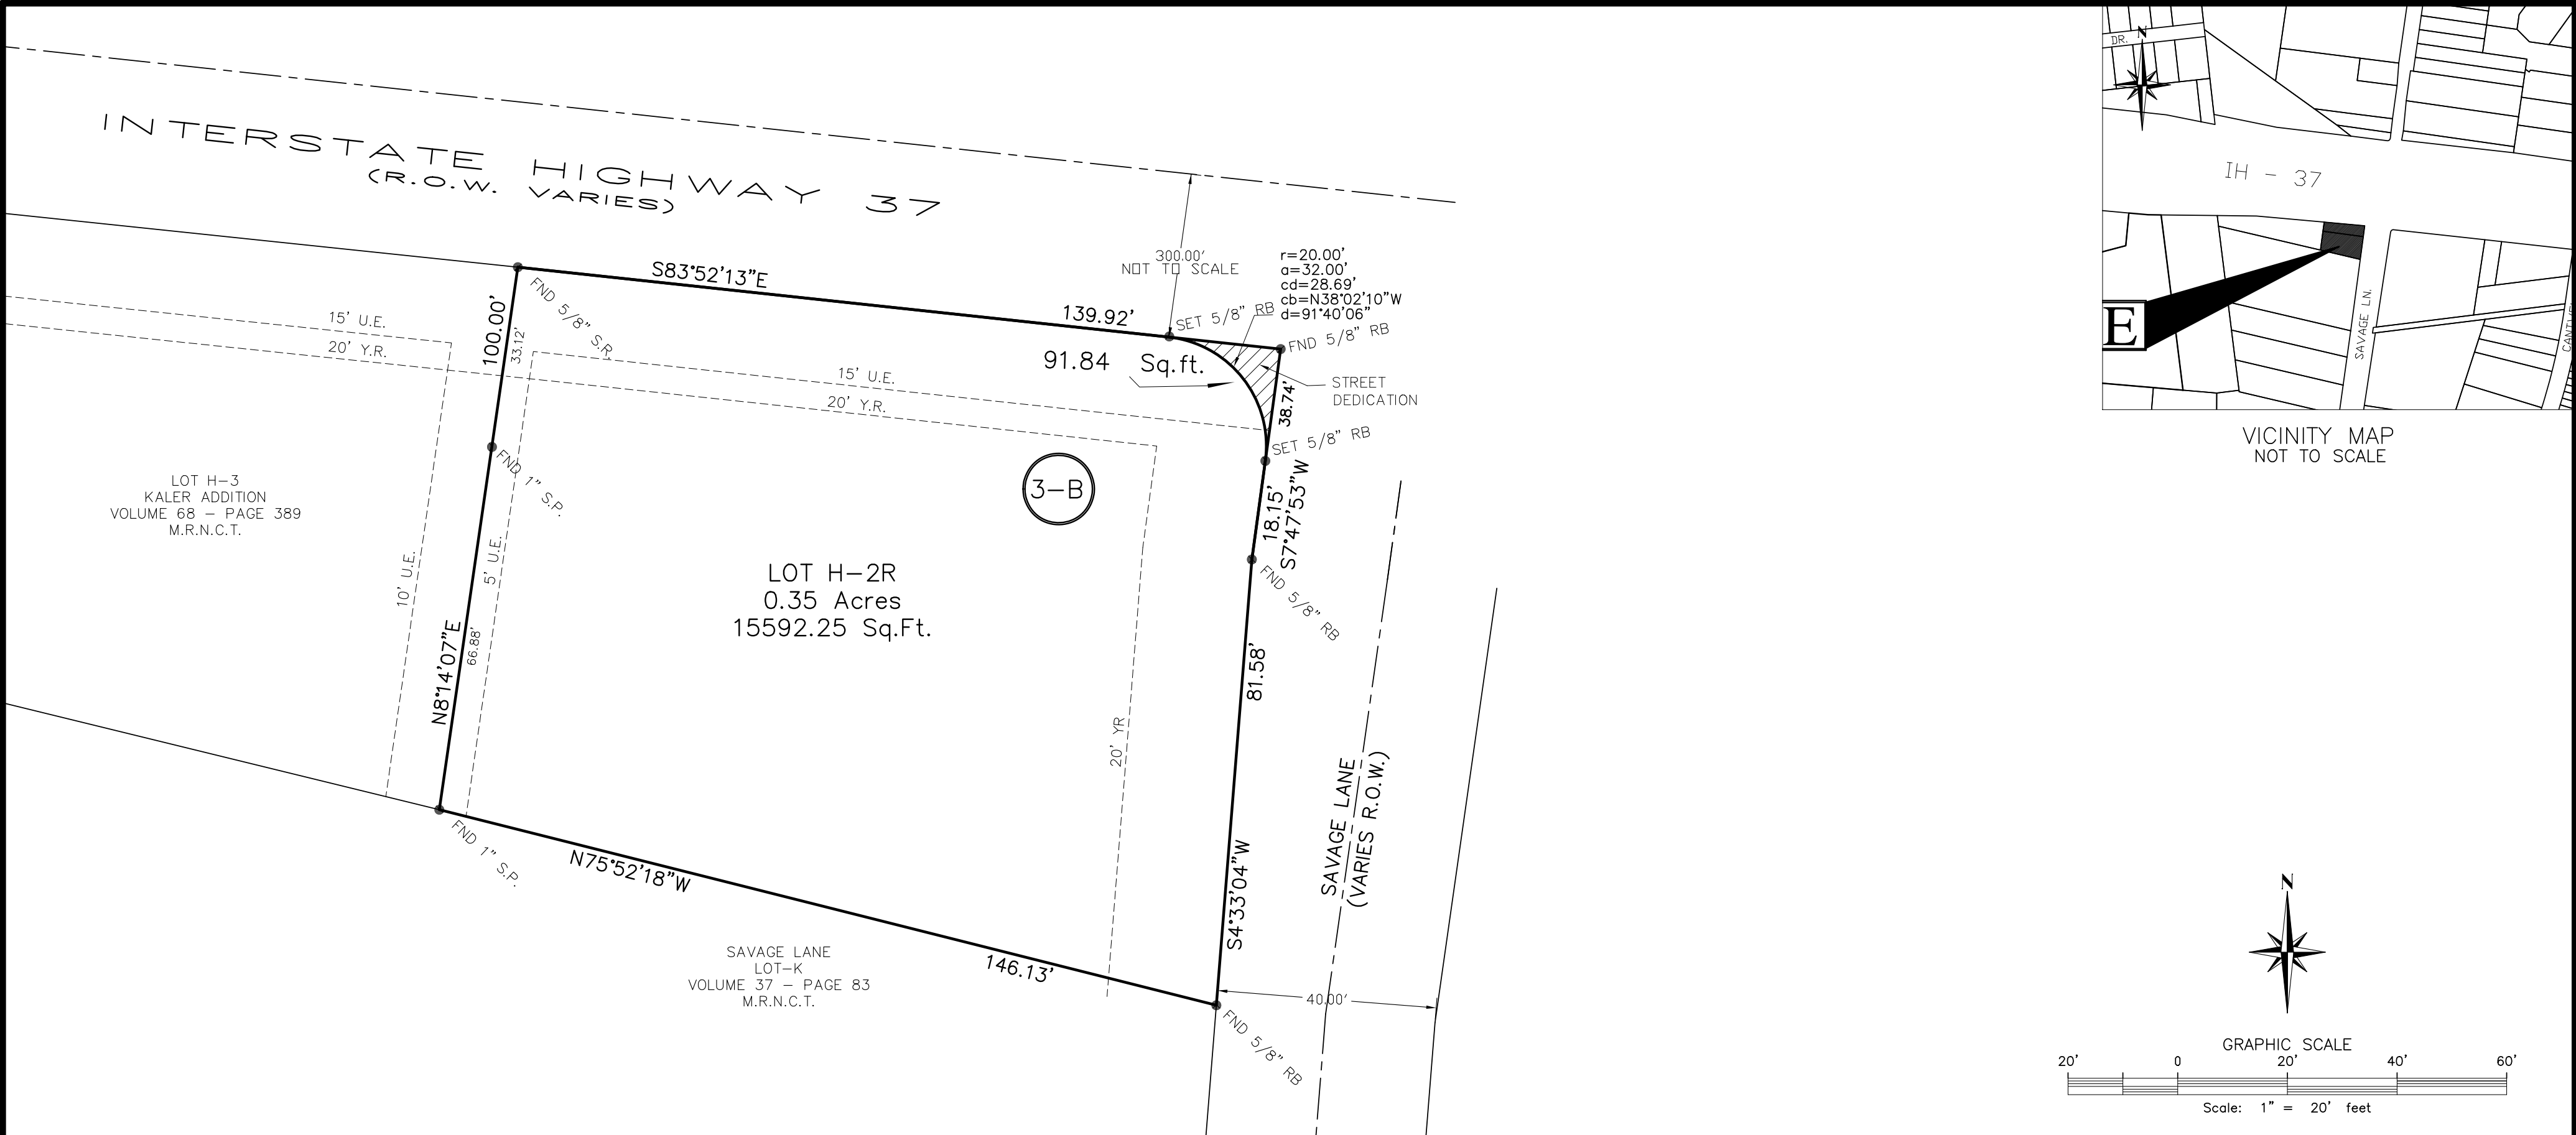 INTERSTATE HIGHWAY 37
(R.O.W. VARIES)
S83°52'13"E
139.92'
300.00'
NOT TO SCALE
r=20.00'
a=32.00'
cd=28.69'
cb=N38°02'10"W
d=91°40'06"
SET 5/8" RB
FND 5/8" RB
91.84 Sq.ft.
STREET
DEDICATION
38.74'
SET 5/8" RB
18.15'
S7°47'53"W
FND 5/8" RB
81.58'
S4°33'04"W
FND 5/8" RB
40.00'
SAVAGE LANE
(VARIES R.O.W.)
FND 5/8" S.R.
100.00'
33.12'
FND 1" S.P.
15' U.E.
20' Y.R.
15' U.E.
20' Y.R.
3-B
LOT H-3
KALER ADDITION
VOLUME 68 - PAGE 389
M.R.N.C.T.
10' U.E.
5' U.E.
N8°14'07"E
66.88'
LOT H-2R
0.35 Acres
15592.25 Sq.Ft.
20' YR
FND 1" S.P.
N75°52'18"W
146.13'
SAVAGE LANE
LOT-K
VOLUME 37 - PAGE 83
M.R.N.C.T.
DR.
N
IH - 37
SAVAGE LN.
E
VICINITY MAP
NOT TO SCALE
N
GRAPHIC SCALE
20' 0 20' 40' 60'
Scale: 1" = 20' feet